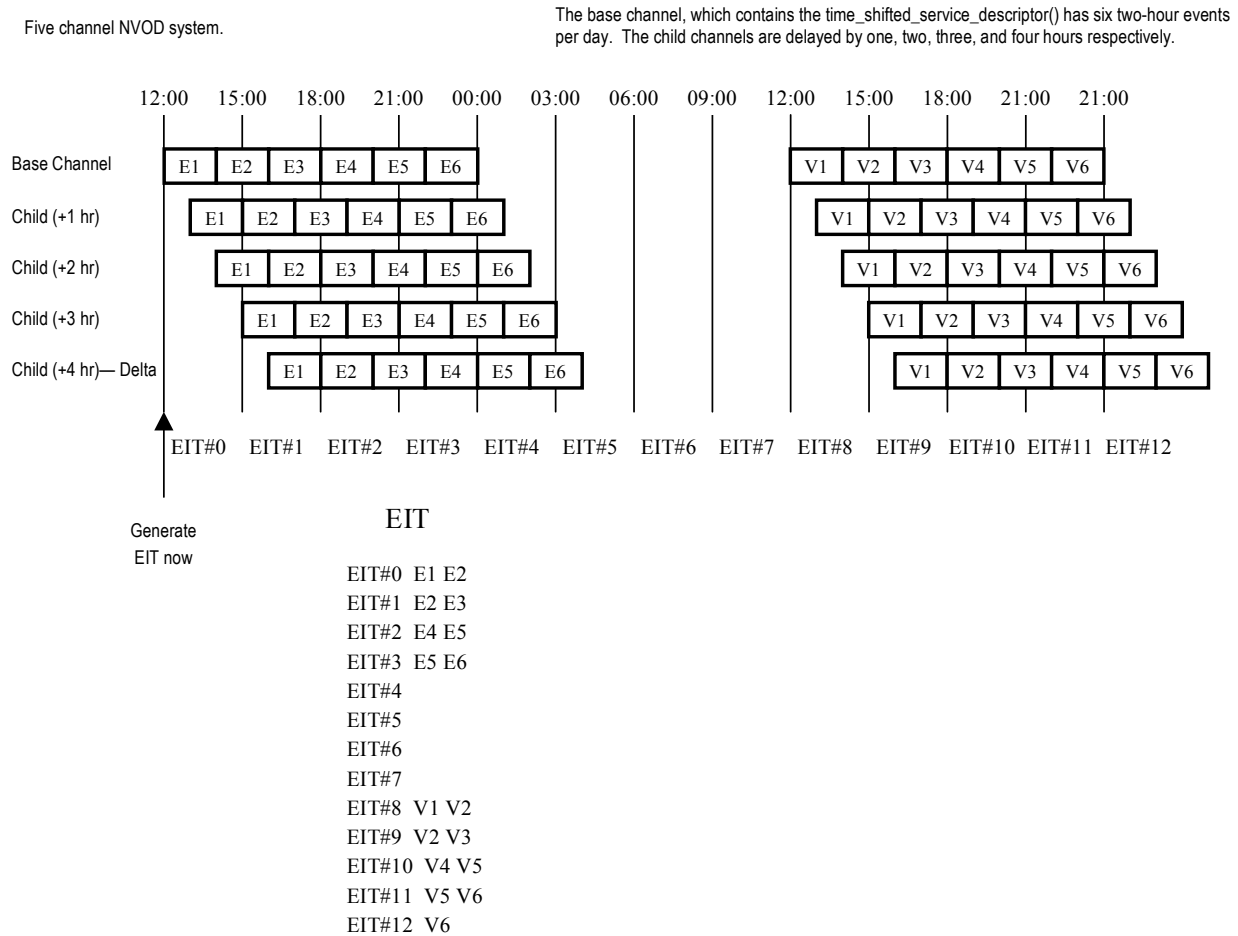 Five channel NVOD system.
The base channel, which contains the time_shifted_service_descriptor() has six two-hour events
per day. The child channels are delayed by one, two, three, and four hours respectively.
12:00 15:00 18:00 21:00 00:00 03:00 06:00 09:00 12:00 15:00 18:00 21:00 21:00
Base Channel E1 E2 E3 E4 E5 E6 V1 V2 V3 V4 V5 V6
Child (+1 hr) E1 E2 E3 E4 E5 E6 V1 V2 V3 V4 V5 V6
Child (+2 hr) E1 E2 E3 E4 E5 E6 V1 V2 V3 V4 V5 V6
Child (+3 hr) E1 E2 E3 E4 E5 E6 V1 V2 V3 V4 V5 V6
Child (+4 hr)— Delta E1 E2 E3 E4 E5 E6 V1 V2 V3 V4 V5 V6
EIT#0 EIT#1 EIT#2 EIT#3 EIT#4 EIT#5 EIT#6 EIT#7 EIT#8 EIT#9 EIT#10 EIT#11 EIT#12
Generate
EIT now
EIT
EIT#0 E1 E2
EIT#1 E2 E3
EIT#2 E4 E5
EIT#3 E5 E6
EIT#4
EIT#5
EIT#6
EIT#7
EIT#8 V1 V2
EIT#9 V2 V3
EIT#10 V4 V5
EIT#11 V5 V6
EIT#12 V6